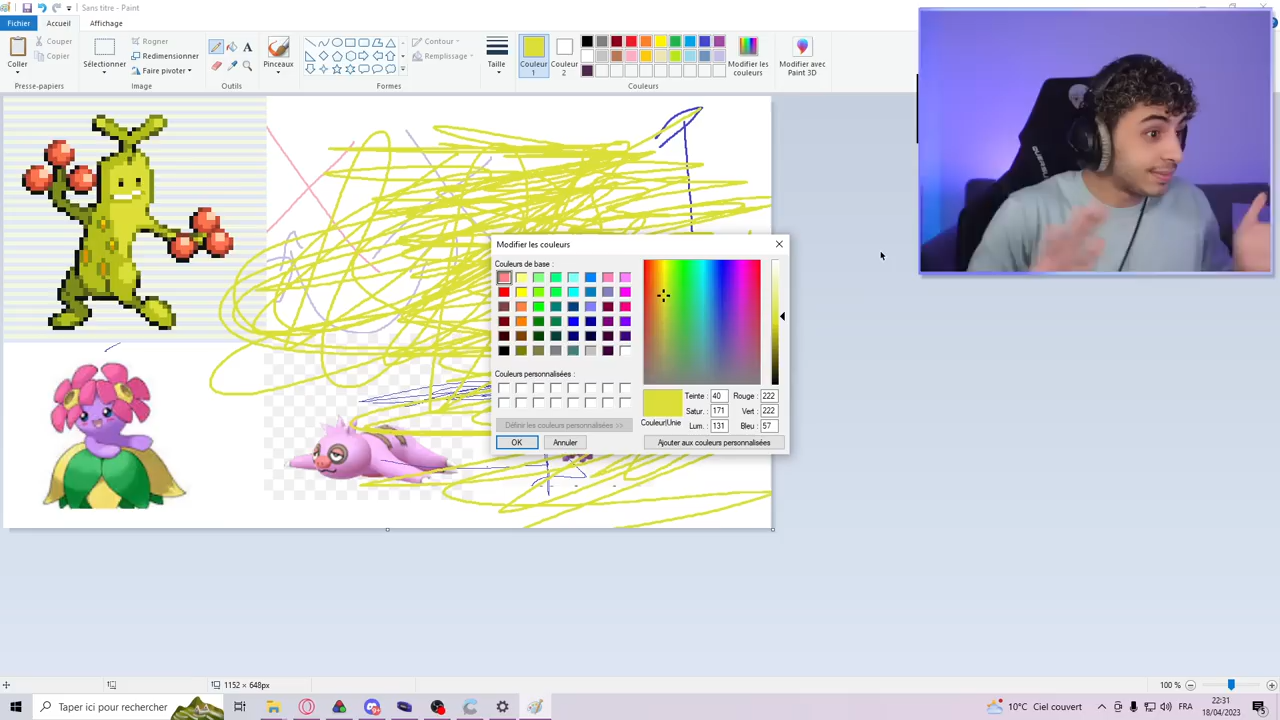 Sans titre - Paint
Fichier Accueil Affichage
Coller
Couper
Copier
Presse-papiers
Sélectionner
Rogner
Redimensionner
Faire pivoter
Image
A
Outils
Pinceaux
Contour
Remplissage
Formes
Taille
Couleur 1
Couleur 2
Modifier les couleurs
Couleurs
Modifier avec Paint 3D
Modifier les couleurs
Couleurs de base :
Couleurs personnalisées :
Définir les couleurs personnalisées >>
OK Annuler
Couleur|Unie
Teinte : 40 Rouge : 222
Satur. : 171 Vert : 222
Lum. : 131 Bleu : 57
Ajouter aux couleurs personnalisées
1152 × 648px
100 %
Taper ici pour rechercher
10°C Ciel couvert
FRA
22:31
18/04/2023